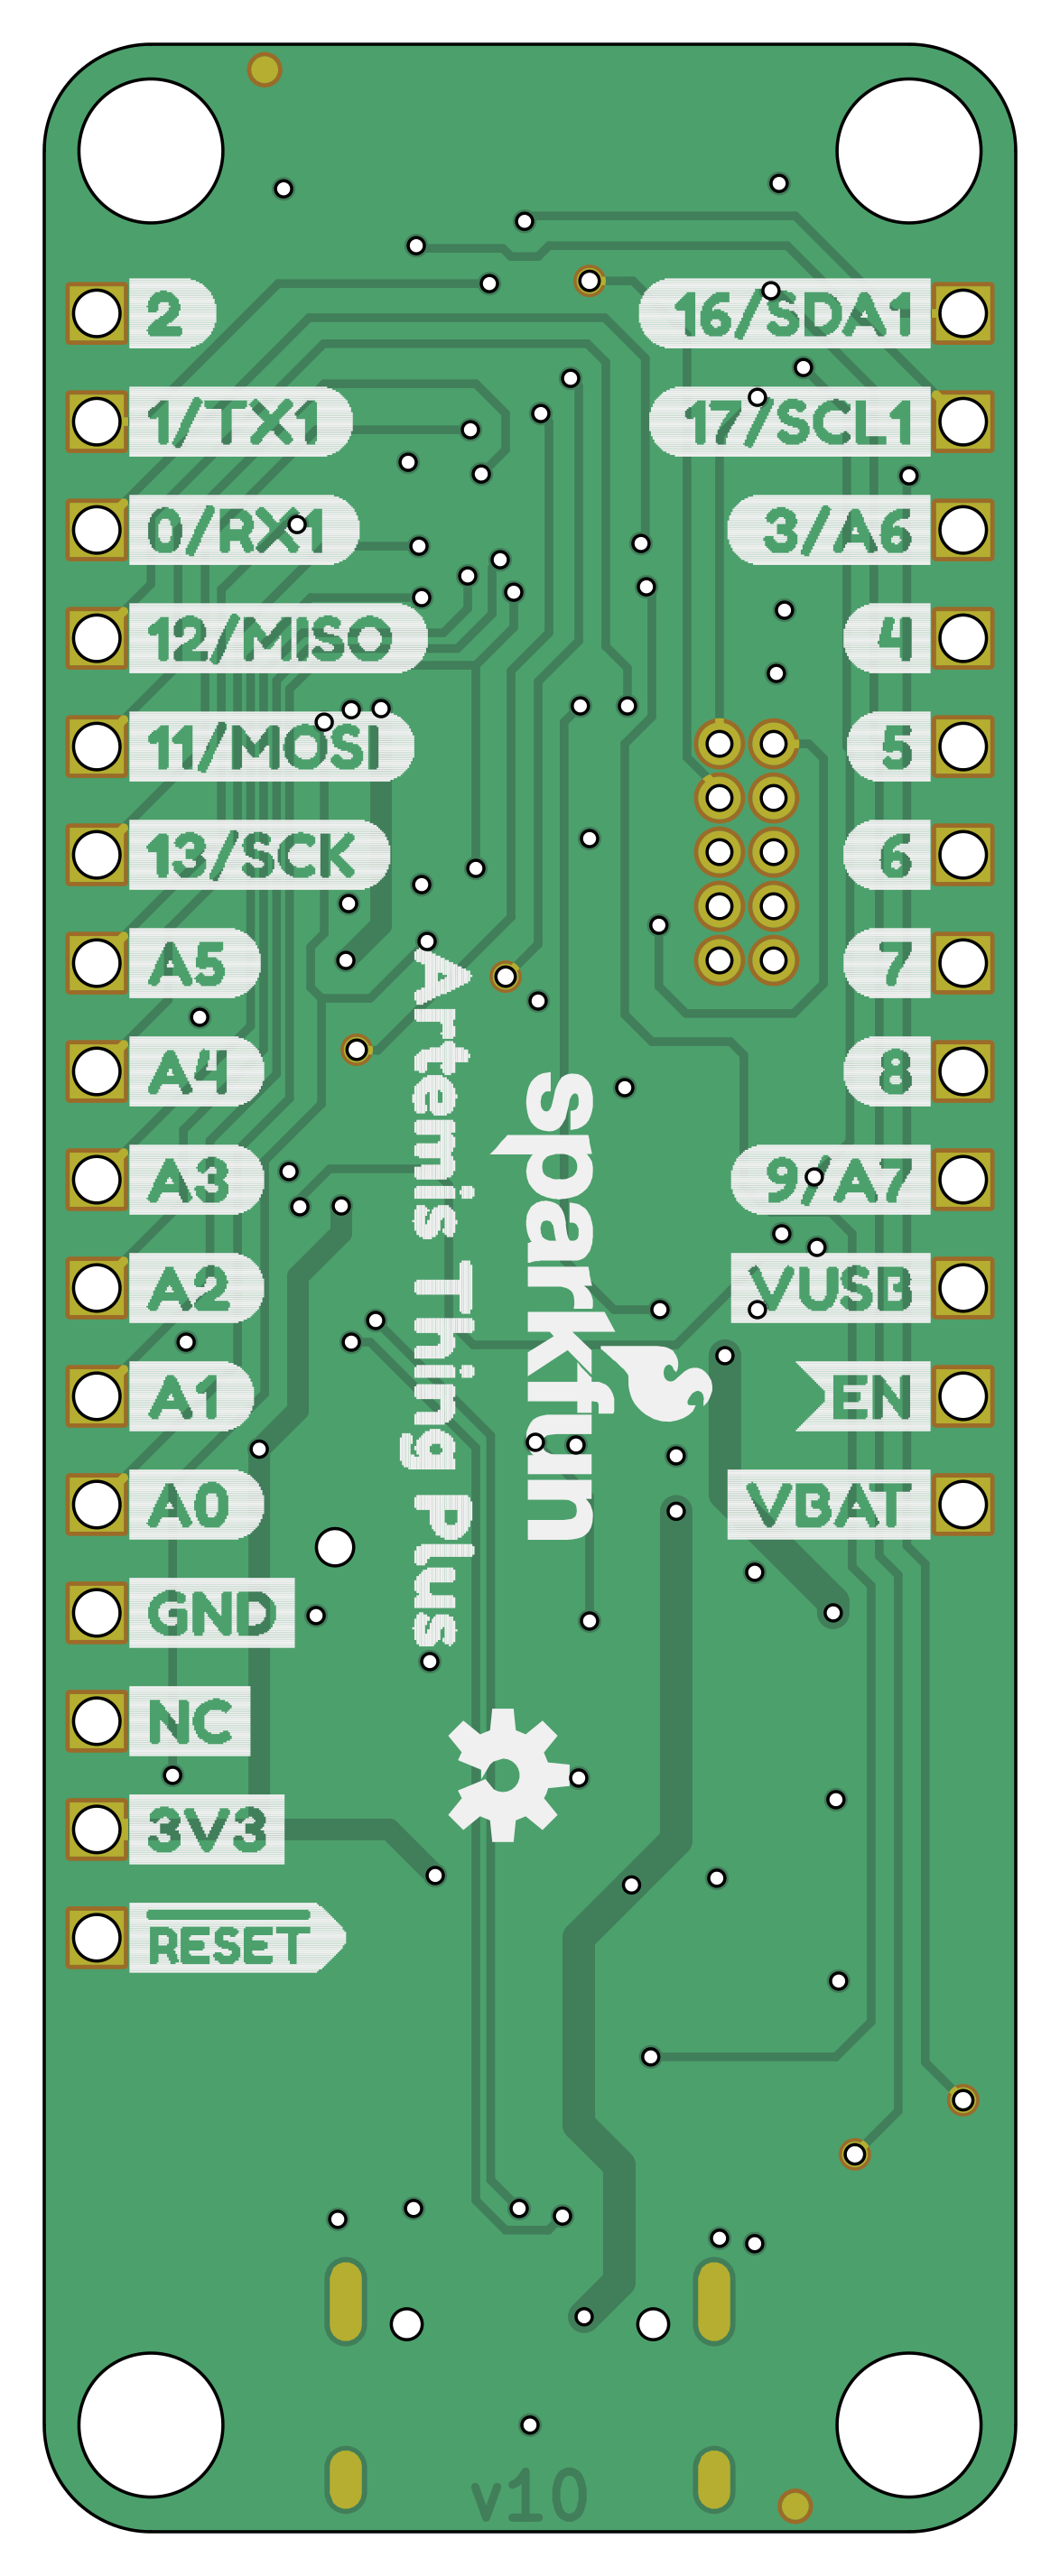 2
1/TX1
0/RX1
12/MISO
11/MOSI
13/SCK
A5
A4
A3
A2
A1
A0
GND
NC
3V3
RESET
16/SDA1
17/SCL1
3/A6
4
5
6
7
8
9/A7
VUSB
EN
VBAT
sparkfun
Artemis Thing Plus
v10